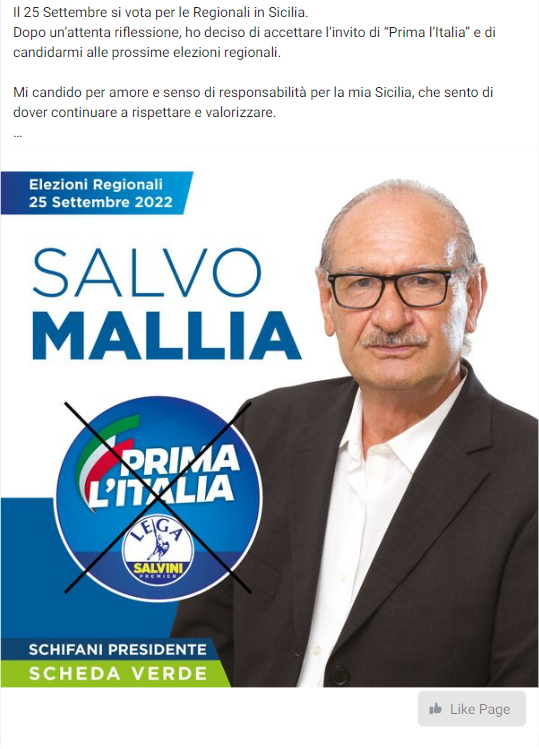 Il 25 Settembre si vota per le Regionali in Sicilia.
Dopo un’attenta riflessione, ho deciso di accettare l’invito di “Prima l’Italia” e di
candidarmi alle prossime elezioni regionali.
Mi candido per amore e senso di responsabilità per la mia Sicilia, che sento di
dover continuare a rispettare e valorizzare.
...
Elezioni Regionali
25 Settembre 2022
SALVO
MALLIA
PRIMA
L'ITALIA
LEGA
SALVINI
PREMIER
SCHIFANI PRESIDENTE
SCHEDA VERDE
Like Page